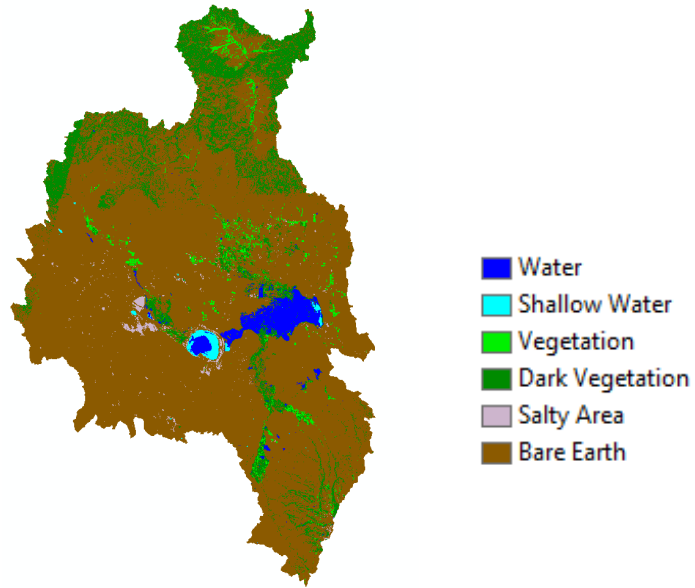 Water
Shallow Water
Vegetation
Dark Vegetation
Salty Area
Bare Earth